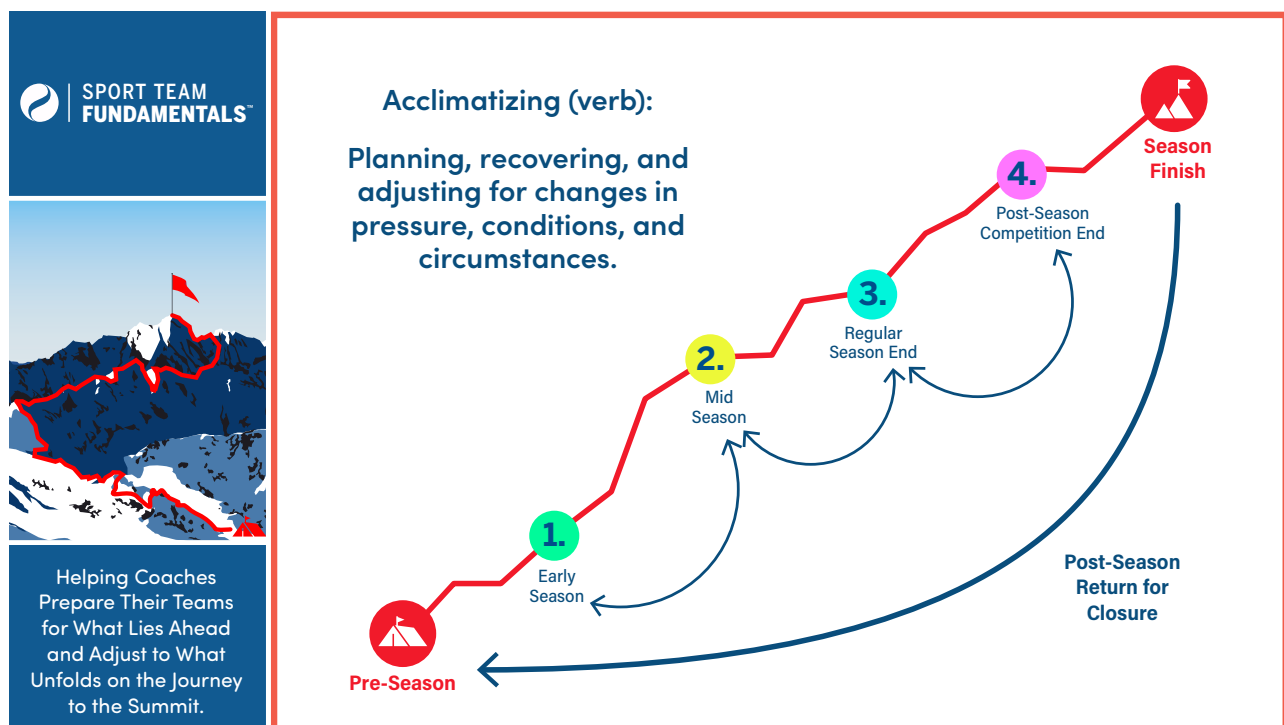 SPORT TEAM
FUNDAMENTALS™
Helping Coaches
Prepare Their Teams
for What Lies Ahead
and Adjust to What
Unfolds on the Journey
to the Summit.
Acclimatizing (verb):
Planning, recovering, and
adjusting for changes in
pressure, conditions, and
circumstances.
Season
Finish
4.
Post-Season
Competition End
3.
Regular
Season End
2.
Mid
Season
1.
Early
Season
Pre-Season
Post-Season
Return for
Closure